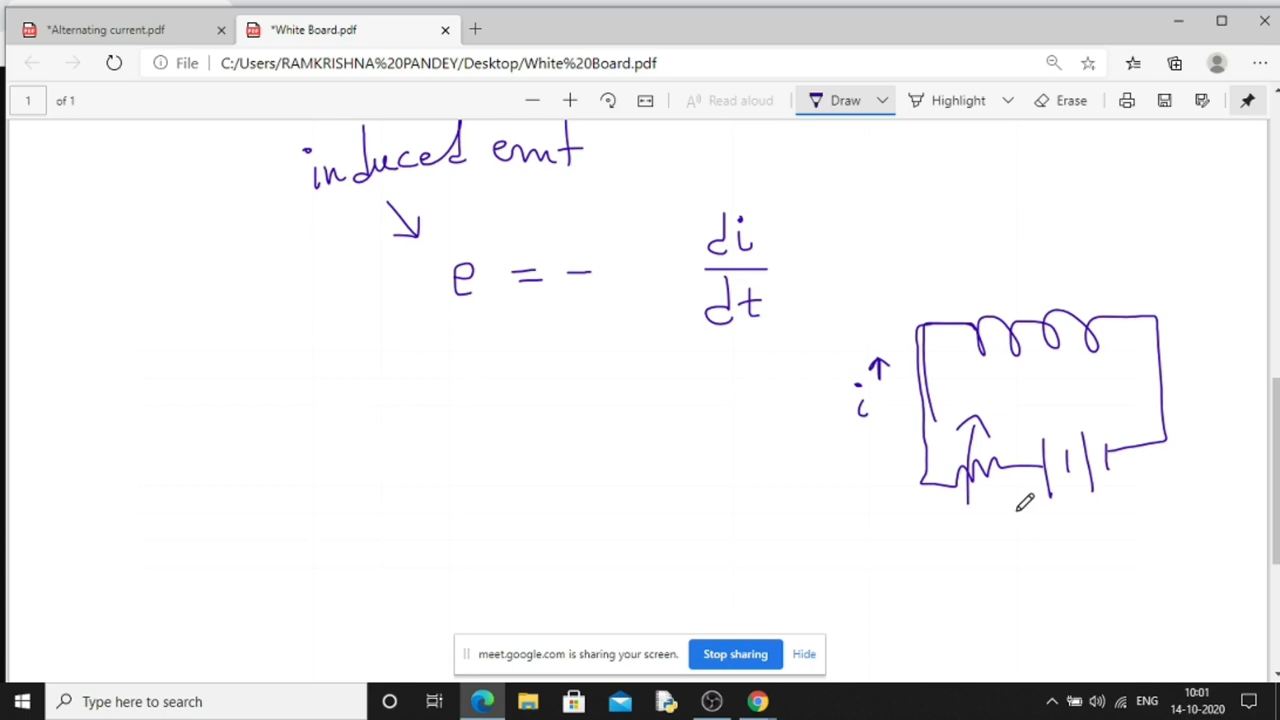 *Alternating current.pdf
*White Board.pdf
File
C:/Users/RAMKRISHNA%20PANDEY/Desktop/White%20Board.pdf
1 of 1
Read aloud
Draw
Highlight
Erase
induced emf
e = - di/dt
i
meet.google.com is sharing your screen.
Stop sharing
Hide
Type here to search
ENG
10:01
14-10-2020